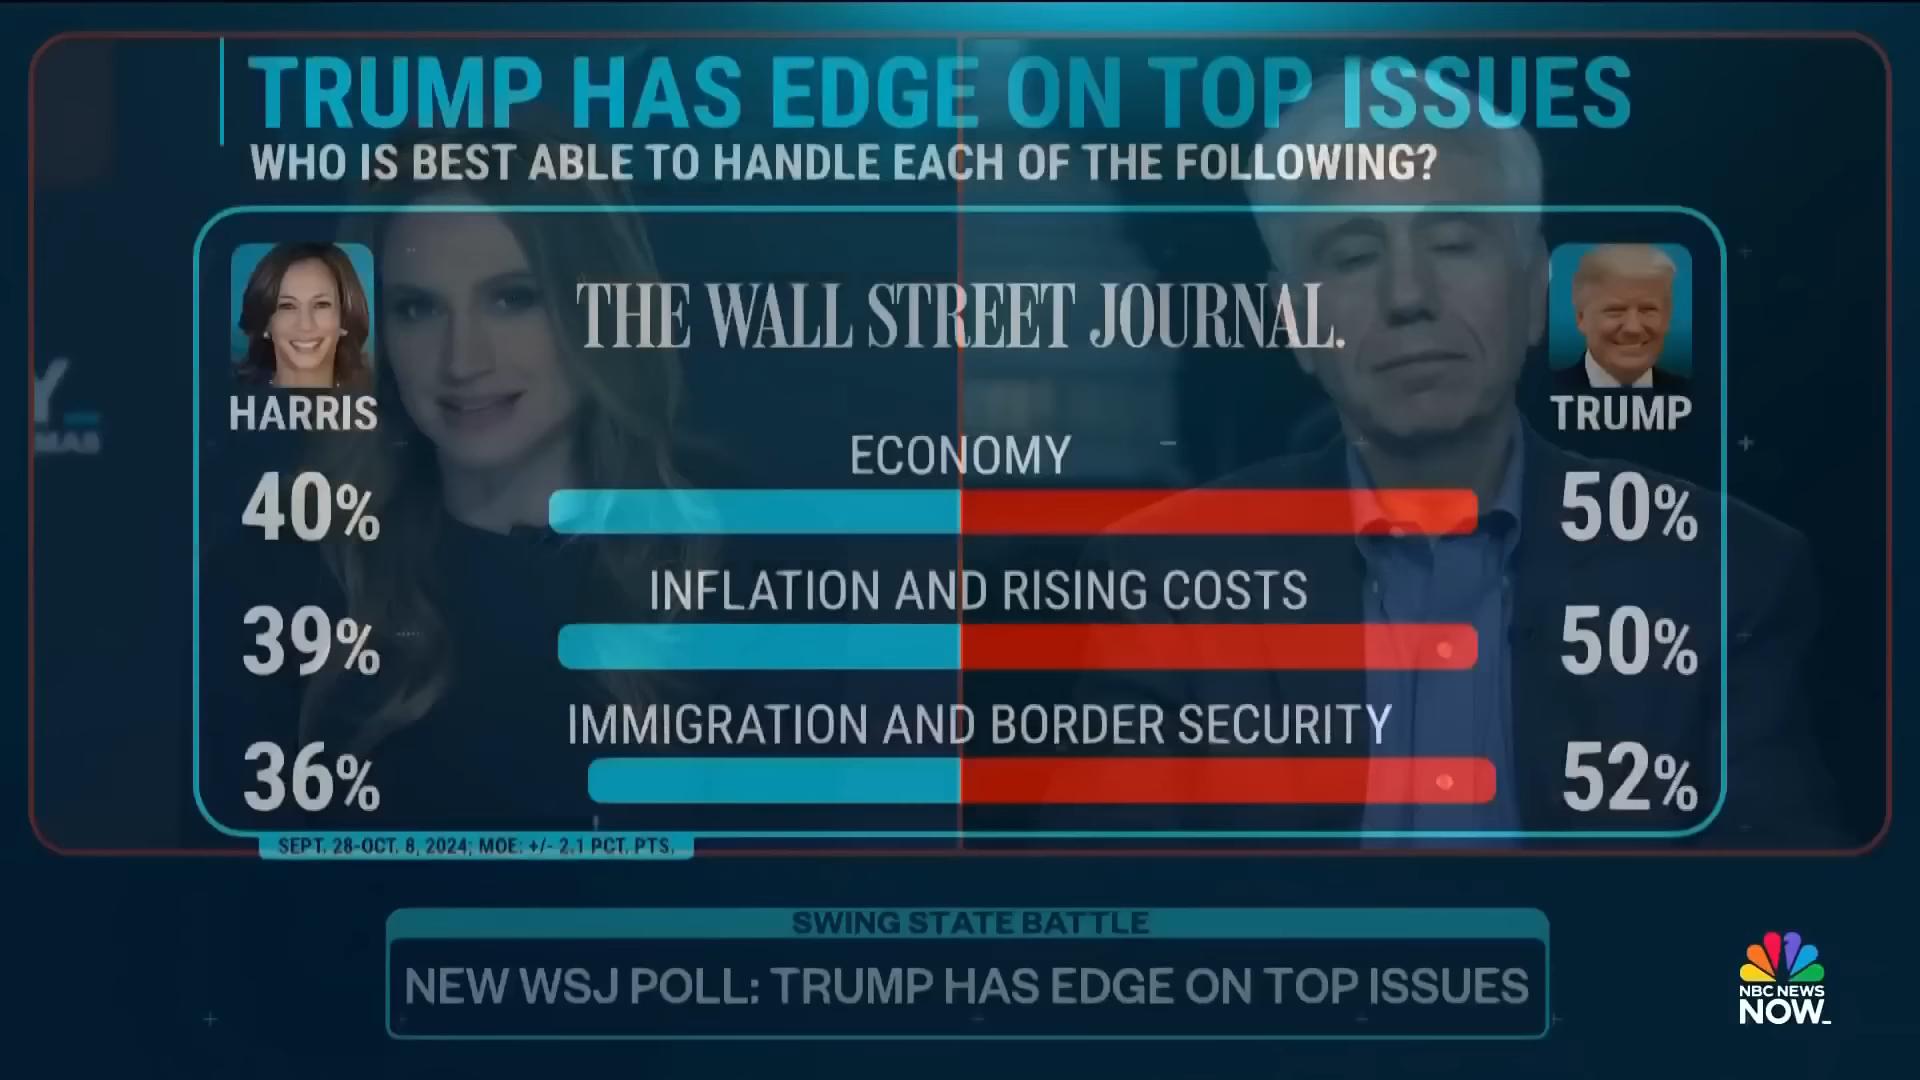 TRUMP HAS EDGE ON TOP ISSUES
WHO IS BEST ABLE TO HANDLE EACH OF THE FOLLOWING?
THE WALL STREET JOURNAL.
HARRIS
TRUMP
ECONOMY
40%
50%
INFLATION AND RISING COSTS
39%
50%
IMMIGRATION AND BORDER SECURITY
36%
52%
SEPT. 28-OCT. 8, 2024; MOE: +/- 2.1 PCT. PTS.
SWING STATE BATTLE
NEW WSJ POLL: TRUMP HAS EDGE ON TOP ISSUES
NBC NEWS
NOW_